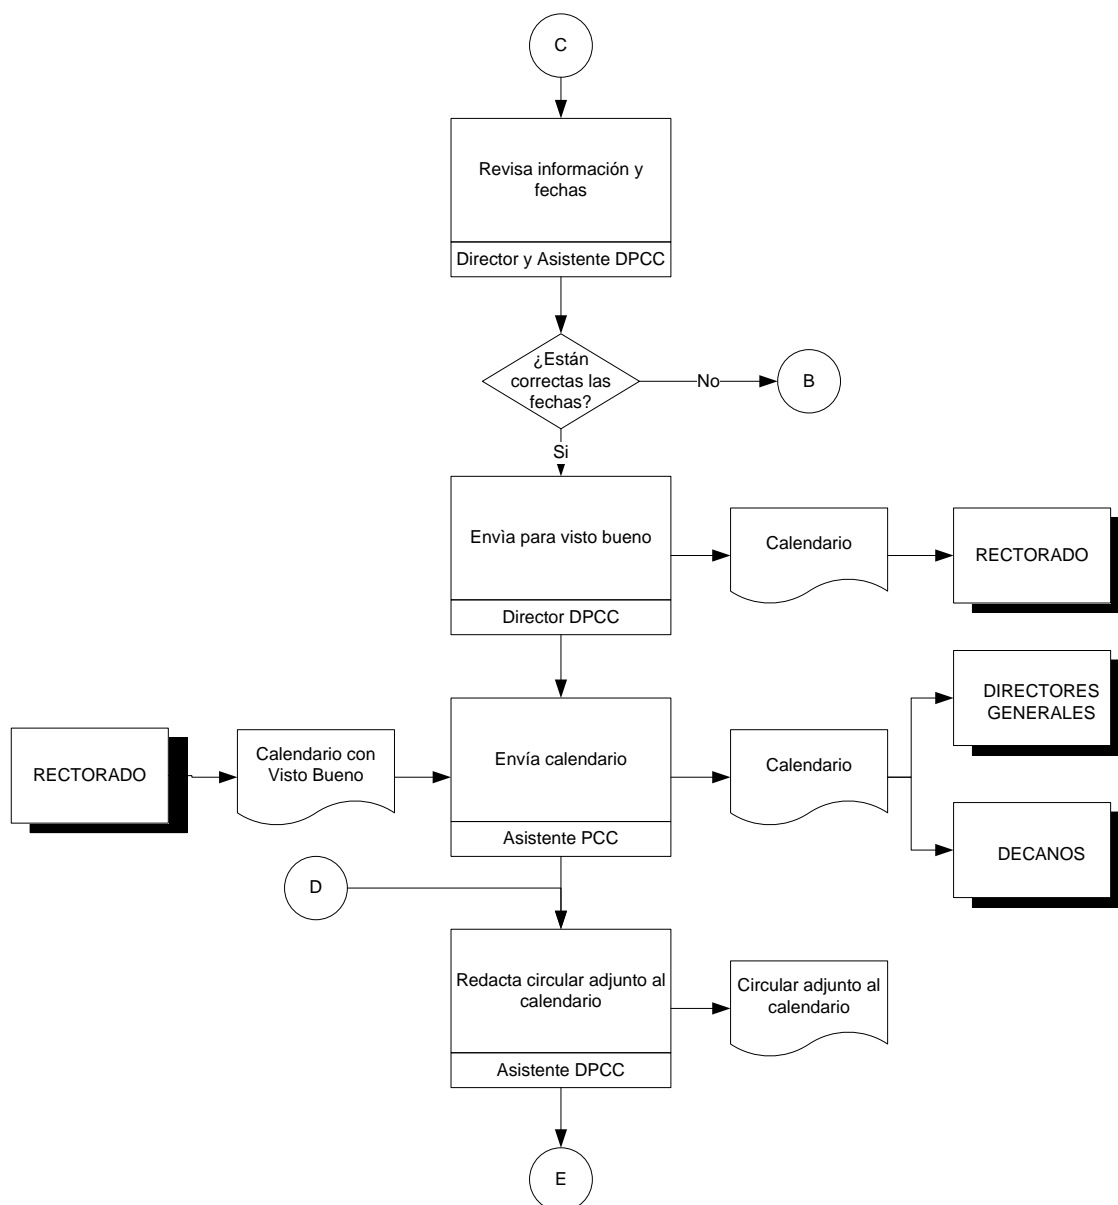 C
Revisa información y
fechas
Director y Asistente DPCC
¿Están
correctas las
fechas?
No
B
Si
Envìa para visto bueno
Director DPCC
Calendario
RECTORADO
DIRECTORES
GENERALES
RECTORADO
Calendario con
Visto Bueno
Envía calendario
Asistente PCC
Calendario
DECANOS
D
Redacta circular adjunto al
calendario
Asistente DPCC
Circular adjunto al
calendario
E